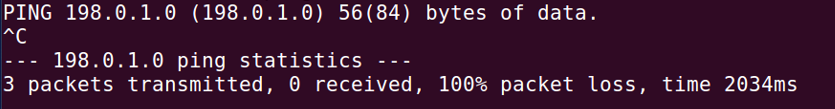 PING 198.0.1.0 (198.0.1.0) 56(84) bytes of data.
^C
--- 198.0.1.0 ping statistics ---
3 packets transmitted, 0 received, 100% packet loss, time 2034ms